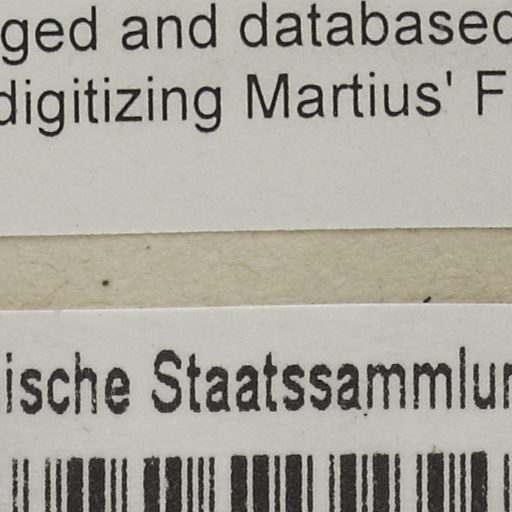 ged and databased
digitizing Martius' F
ische Staatssammlun